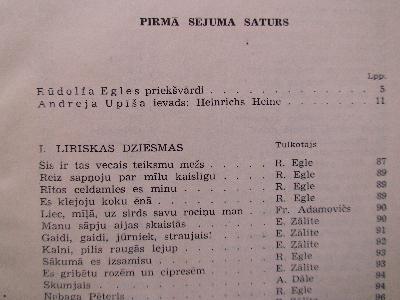 PIRMĀ SEJUMA SATURS
Lpp.
Rūdolfa Egles priekšvārdi . . . . . . . . . . . . 5
Andreja Upīša ievads: Heinrichs Heine . . . . . . 11
I. LIRISKAS DZIESMAS Tulkotājs
Šis ir tas vecais teiksmu mežs . . . R. Egle 87
Reiz sapņoju par mīlu kaislīgu . . . R. Egle 89
Rītos celdamies es minu . . . R. Egle 89
Es klejoju koku ēnā . . . R. Egle 89
Liec, mīļā, uz sirds savu rociņu man . Fr. Adamovičs 90
Manu sāpju aijas skaistās . . . E. Zālīte 90
Gaidi, gaidi, jūrniek, straujais! . . . E. Zālīte 91
Kalni, pilis raugās lejup . . . E. Zālīte 92
Sākumā es izsamisu . . . R. Egle 93
Es gribētu rozēm un cipresēm . . . E. Zālīte 93
Skumjais . . . A. Dāle 94
Nabaga Pēteris . . . R. Egle 94